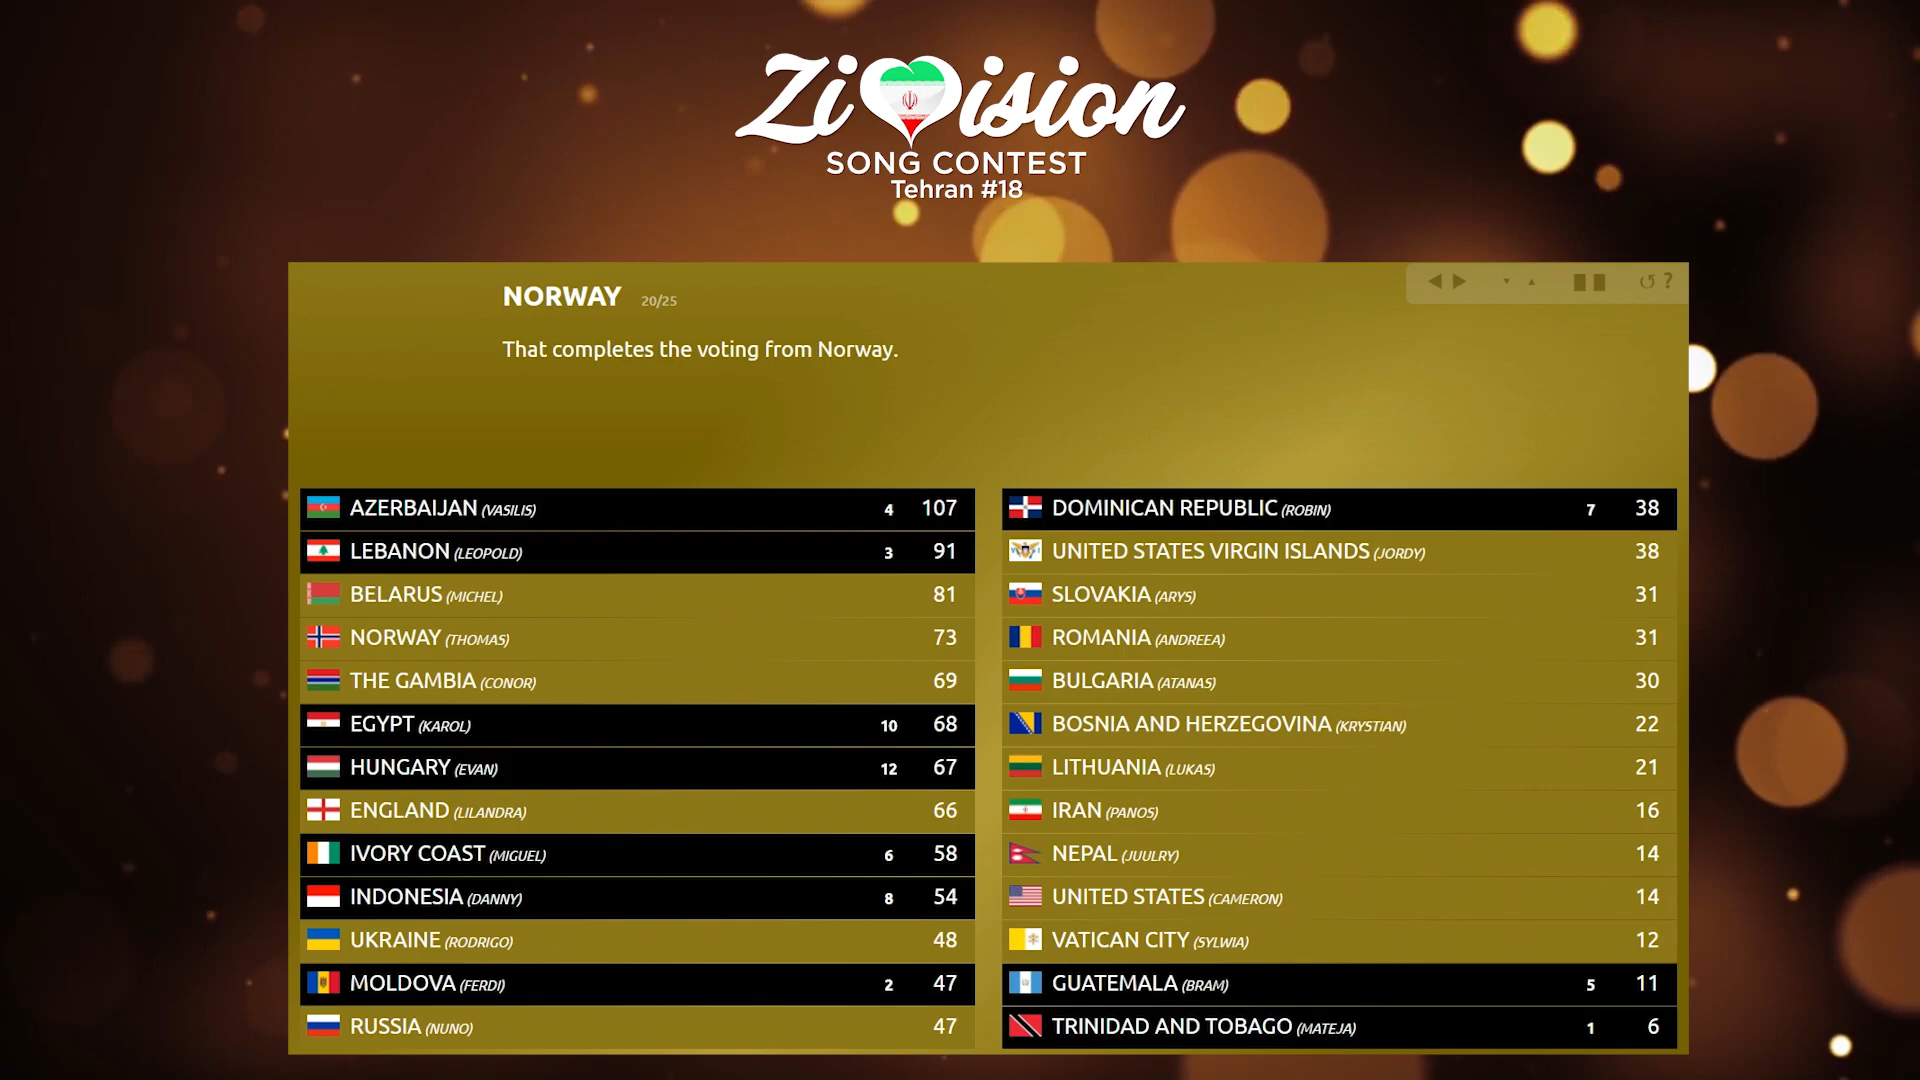 Zi ision
SONG CONTEST
Tehran #18
NORWAY 20/25
?
That completes the voting from Norway.
AZERBAIJAN (VASILIS) 4 107
LEBANON (LEOPOLD) 3 91
BELARUS (MICHEL) 81
NORWAY (THOMAS) 73
THE GAMBIA (CONOR) 69
EGYPT (KAROL) 10 68
HUNGARY (EVAN) 12 67
ENGLAND (LILANDRA) 66
IVORY COAST (MIGUEL) 6 58
INDONESIA (DANNY) 8 54
UKRAINE (RODRIGO) 48
MOLDOVA (FERDI) 2 47
RUSSIA (NUNO) 47
DOMINICAN REPUBLIC (ROBIN) 7 38
UNITED STATES VIRGIN ISLANDS (JORDY) 38
SLOVAKIA (ARYS) 31
ROMANIA (ANDREEA) 31
BULGARIA (ATANAS) 30
BOSNIA AND HERZEGOVINA (KRYSTIAN) 22
LITHUANIA (LUKAS) 21
IRAN (PANOS) 16
NEPAL (JUULRY) 14
UNITED STATES (CAMERON) 14
VATICAN CITY (SYLWIA) 12
GUATEMALA (BRAM) 5 11
TRINIDAD AND TOBAGO (MATEJA) 1 6